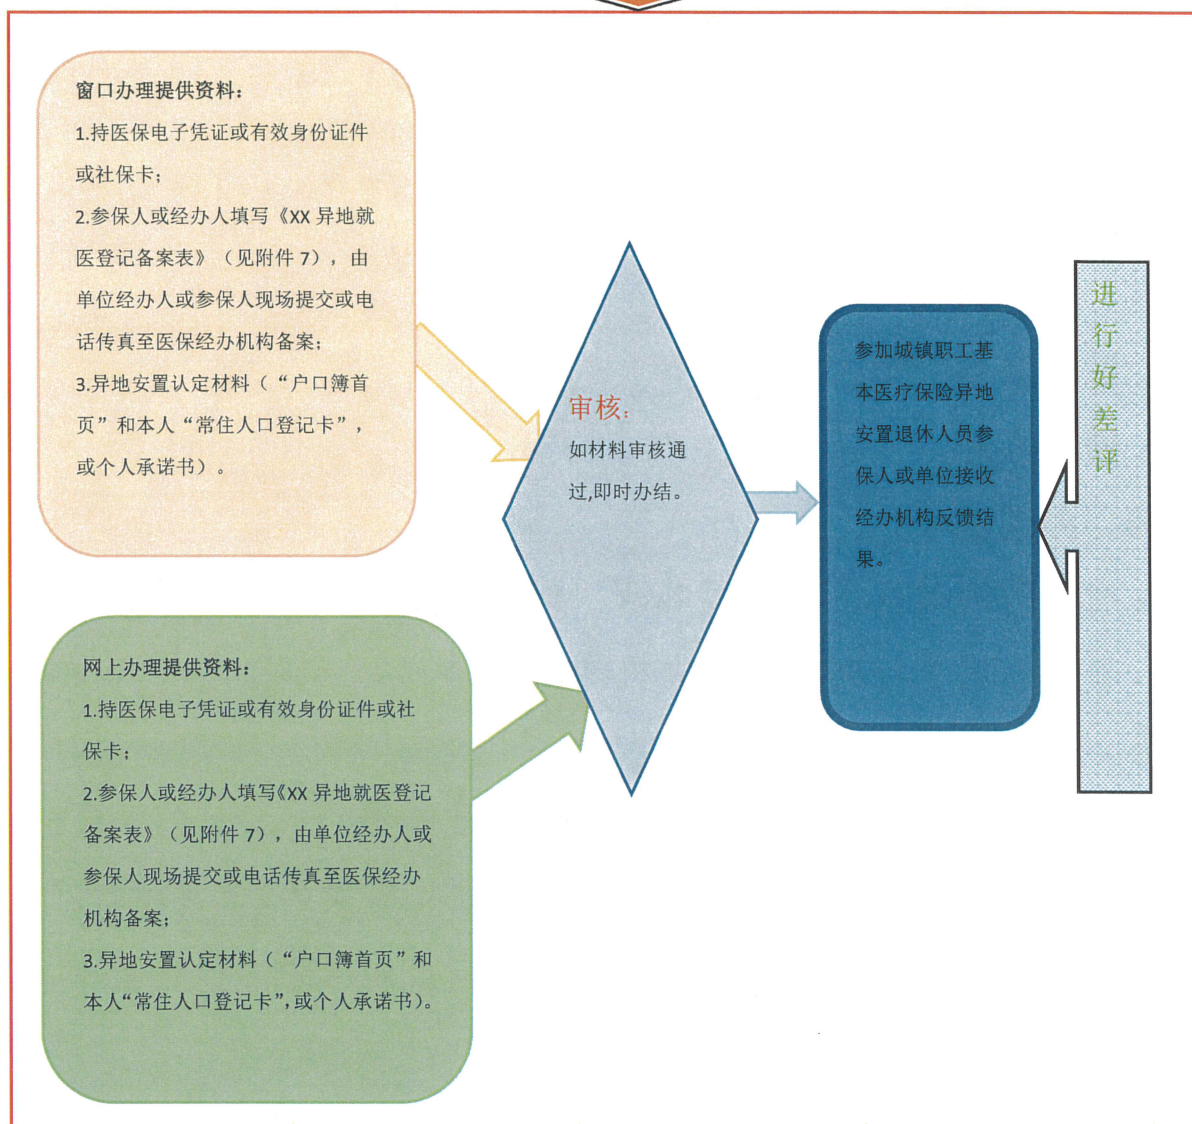 窗口办理提供资料：
1.持医保电子凭证或有效身份证件
或社保卡；
2.参保人或经办人填写《XX 异地就
医登记备案表》（见附件 7），由
单位经办人或参保人现场提交或电
话传真至医保经办机构备案；
3.异地安置认定材料（“户口簿首
页”和本人“常住人口登记卡”，
或个人承诺书）。
网上办理提供资料：
1.持医保电子凭证或有效身份证件或社
保卡；
2.参保人或经办人填写《XX 异地就医登记
备案表》（见附件 7），由单位经办人或
参保人现场提交或电话传真至医保经办
机构备案；
3.异地安置认定材料（“户口簿首页”和
本人“常住人口登记卡”,或个人承诺书）。
审核：
如材料审核通
过,即时办结。
参加城镇职工基
本医疗保险异地
安置退休人员参
保人或单位接收
经办机构反馈结
果。
进行好差评